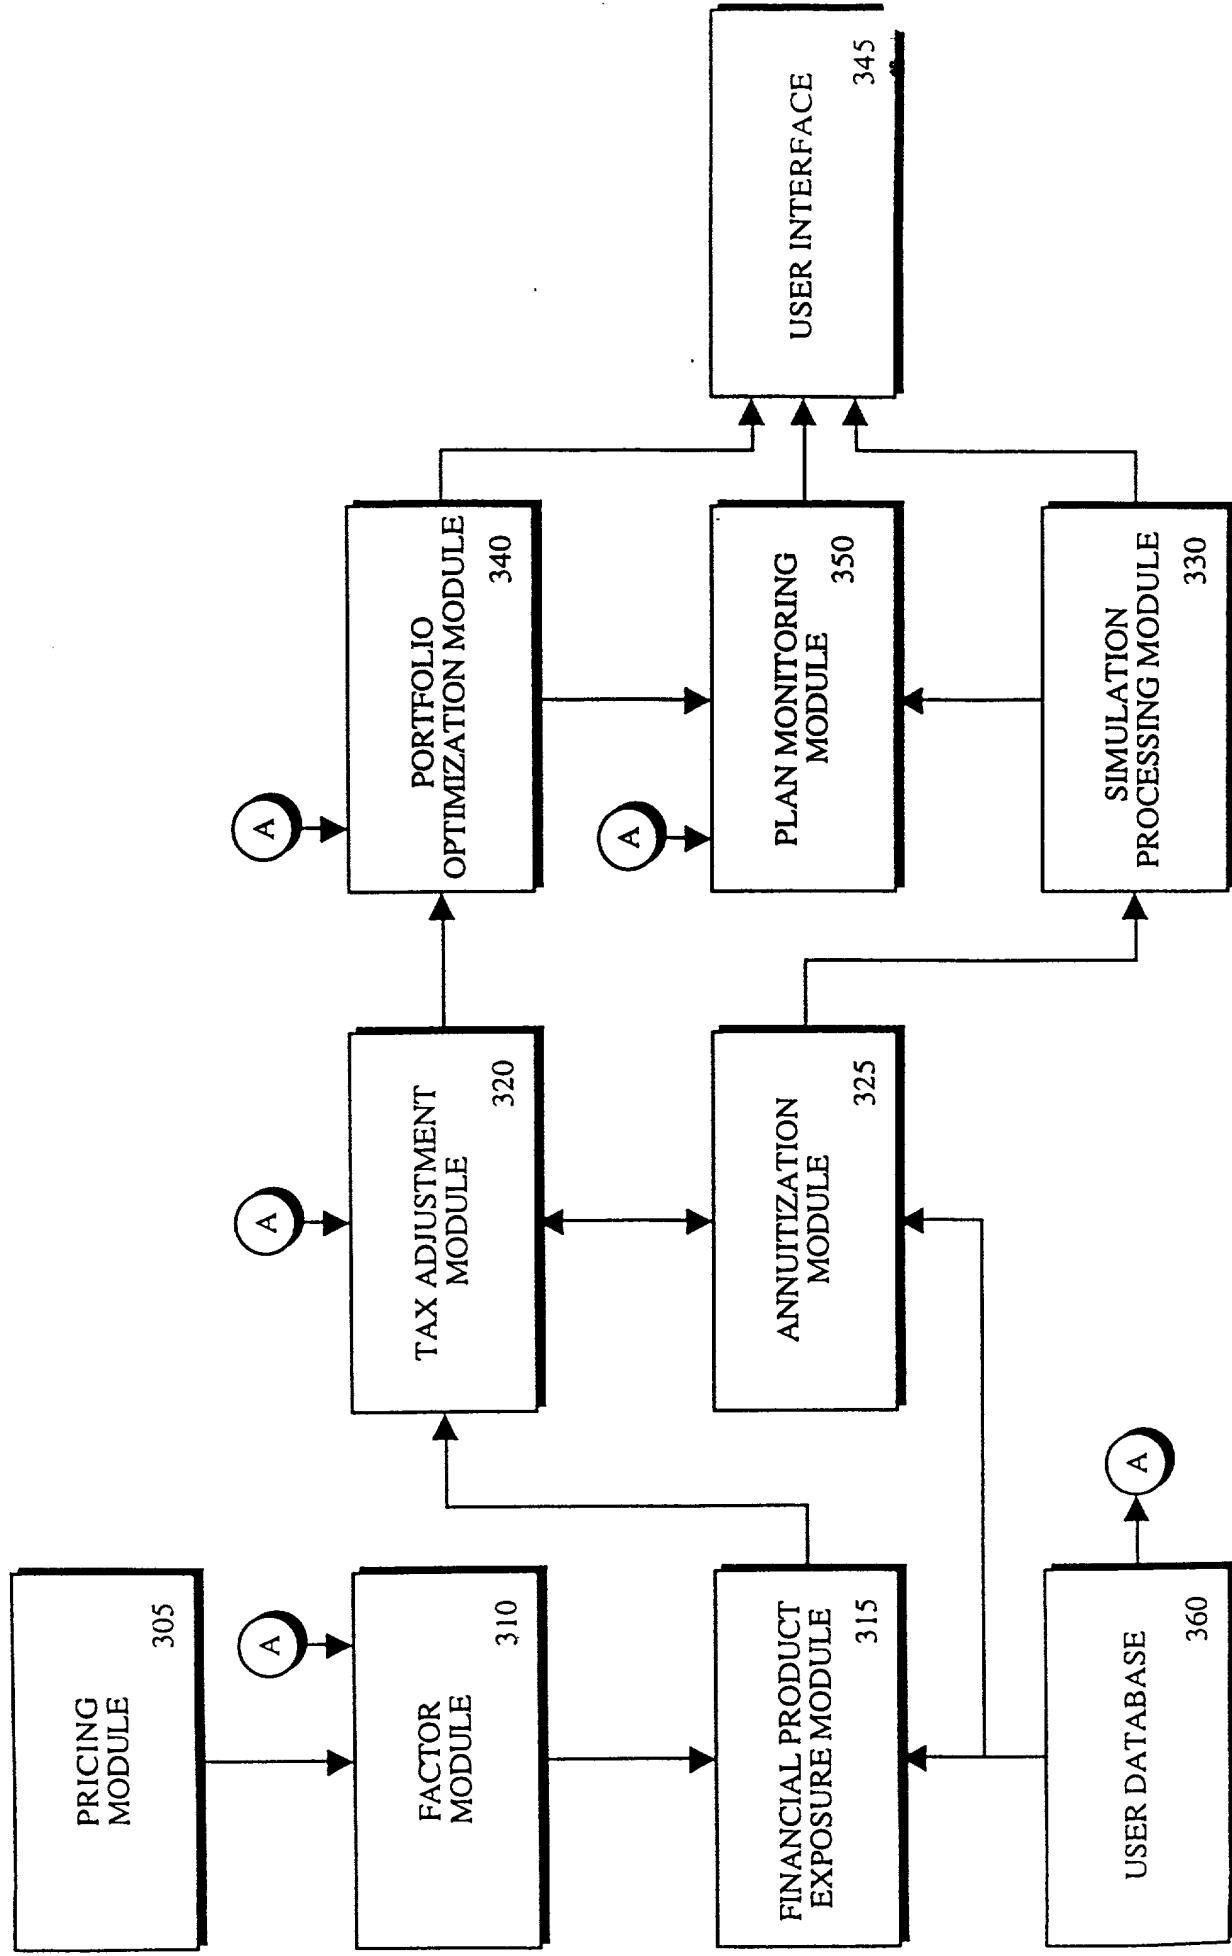 PRICING
MODULE
305
A
FACTOR
MODULE
310
FINANCIAL PRODUCT
EXPOSURE MODULE
315
USER DATABASE
360
A
A
TAX ADJUSTMENT
MODULE
320
ANNUITIZATION
MODULE
325
A
PORTFOLIO
OPTIMIZATION MODULE
340
A
PLAN MONITORING
MODULE
350
SIMULATION
PROCESSING MODULE
330
USER INTERFACE
345